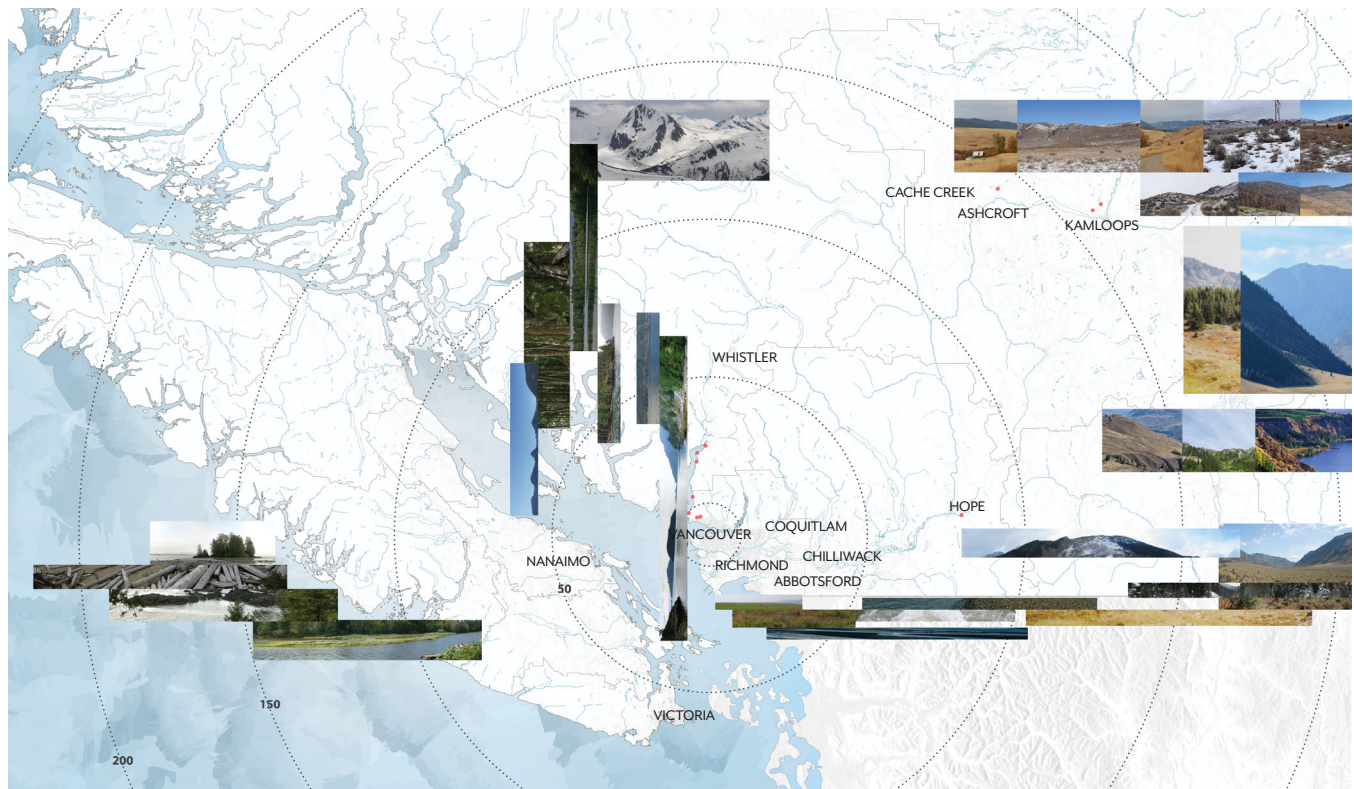 CACHE CREEK
ASHCROFT
KAMLOOPS
WHISTLER
HOPE
VANCOUVER
COQUITLAM
NANAIMO
CHILLIWACK
RICHMOND
ABBOTSFORD
50
150
VICTORIA
200